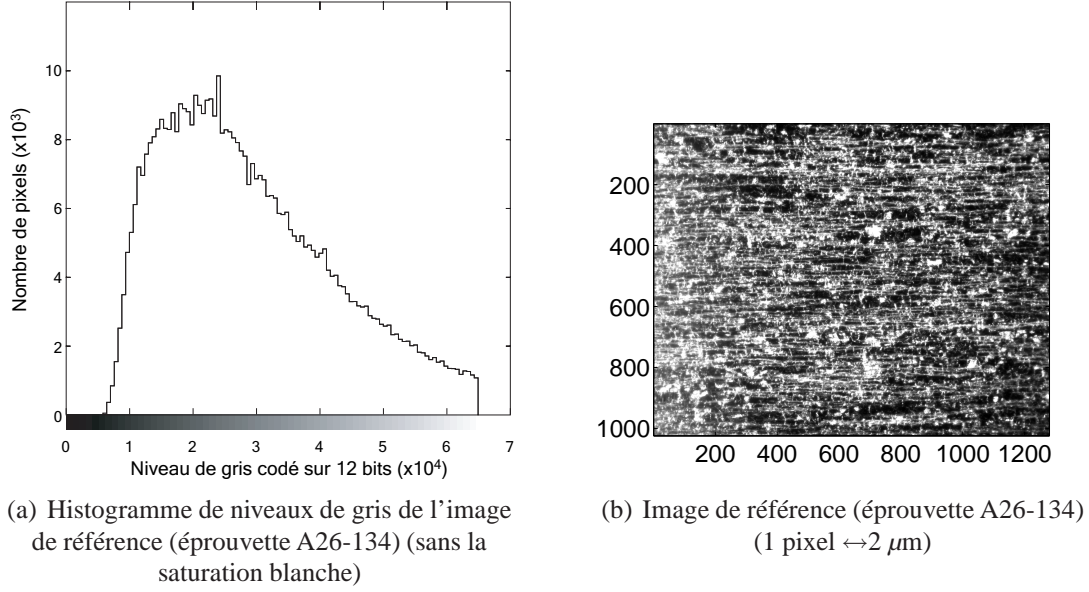 10
8
6
4
2
0
Nombre de pixels (x10³)
0 1 2 3 4 5 6 7
Niveau de gris codé sur 12 bits (x10⁴)
(a) Histogramme de niveaux de gris de l'image
de référence (éprouvette A26-134) (sans la
saturation blanche)
200
400
600
800
1000
200 400 600 800 1000 1200
(b) Image de référence (éprouvette A26-134)
(1 pixel ↔2 µm)